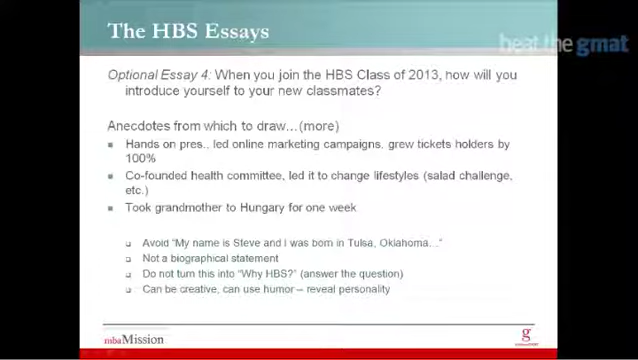 The HBS Essays
beat the gmat
Optional Essay 4: When you join the HBS Class of 2013, how will you
introduce yourself to your new classmates?
Anecdotes from which to draw…(more)
Hands on pres., led online marketing campaigns, grew tickets holders by
100%
Co-founded health committee, led it to change lifestyles (salad challenge,
etc.)
Took grandmother to Hungary for one week
Avoid “My name is Steve and I was born in Tulsa, Oklahoma…“
Not a biographical statement
Do not turn this into “Why HBS?” (answer the question)
Can be creative, can use humor – reveal personality
mbaMission
g